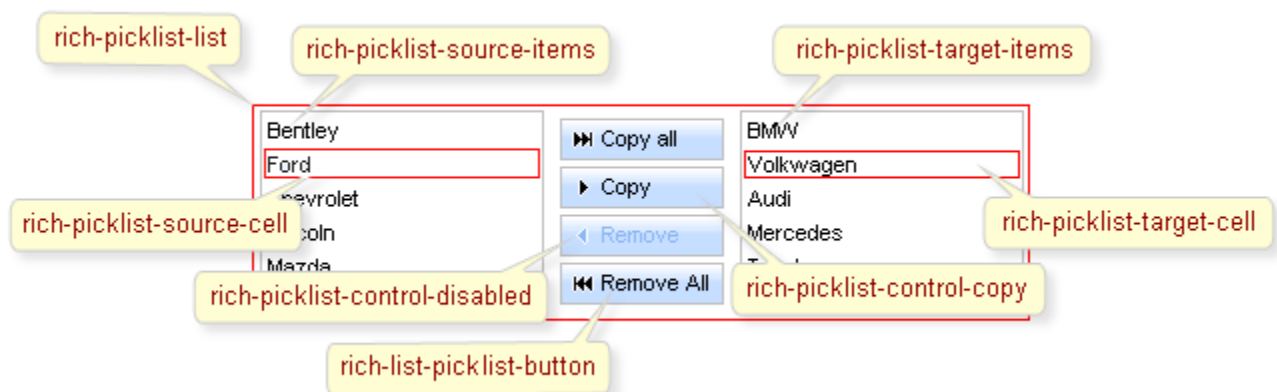 rich-picklist-list
rich-picklist-source-items
rich-picklist-target-items
Bentley
Copy all
BMW
Ford
Volkwagen
Copy
Audi
rich-picklist-source-cell
rich-picklist-target-cell
Remove
Mercedes
Mazda
rich-picklist-control-disabled
Remove All
rich-picklist-control-copy
rich-list-picklist-button